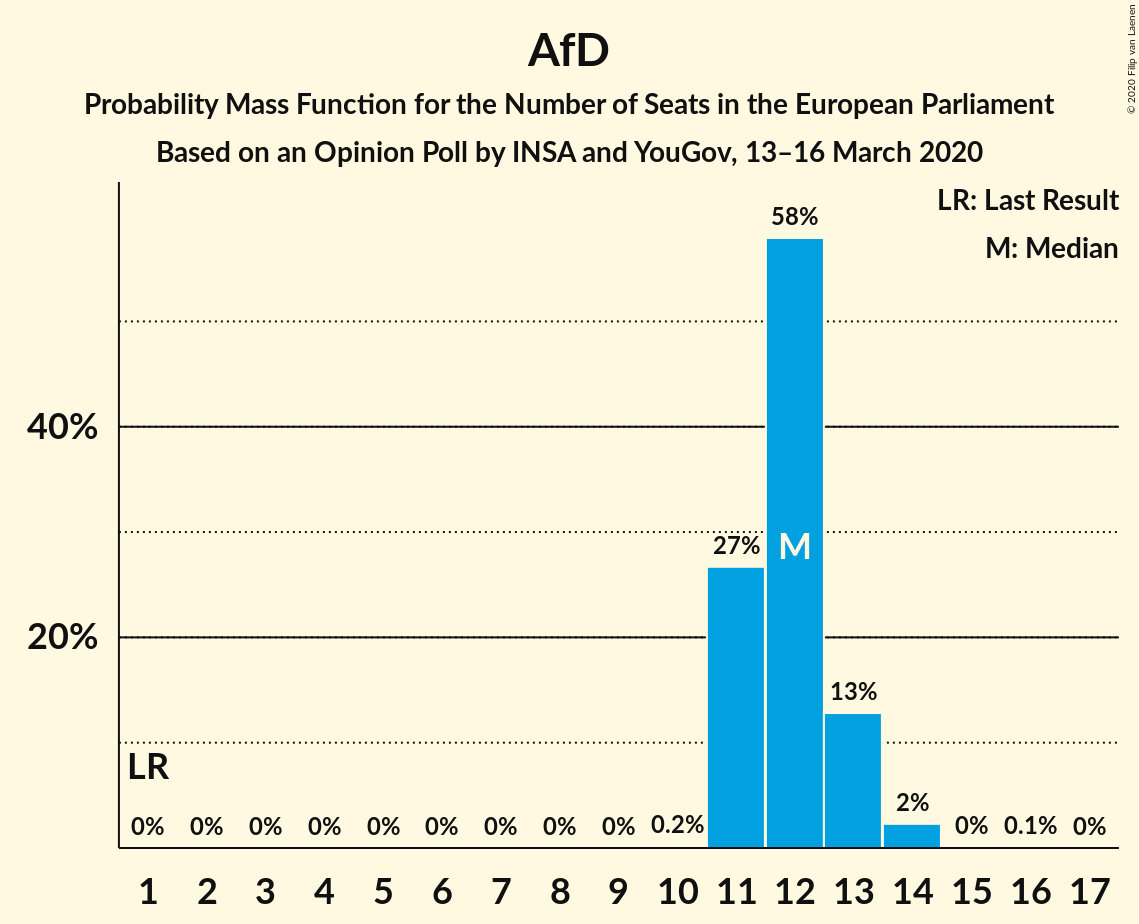 AfD
Probability Mass Function for the Number of Seats in the European Parliament
Based on an Opinion Poll by INSA and YouGov, 13–16 March 2020
© 2020 Filip van Laenen
LR: Last Result
M: Median
58%
40%
27%
M
20%
13%
LR
2%
0% 0% 0% 0% 0% 0% 0% 0% 0% 0.2% 0% 0.1% 0%
1 2 3 4 5 6 7 8 9 10 11 12 13 14 15 16 17